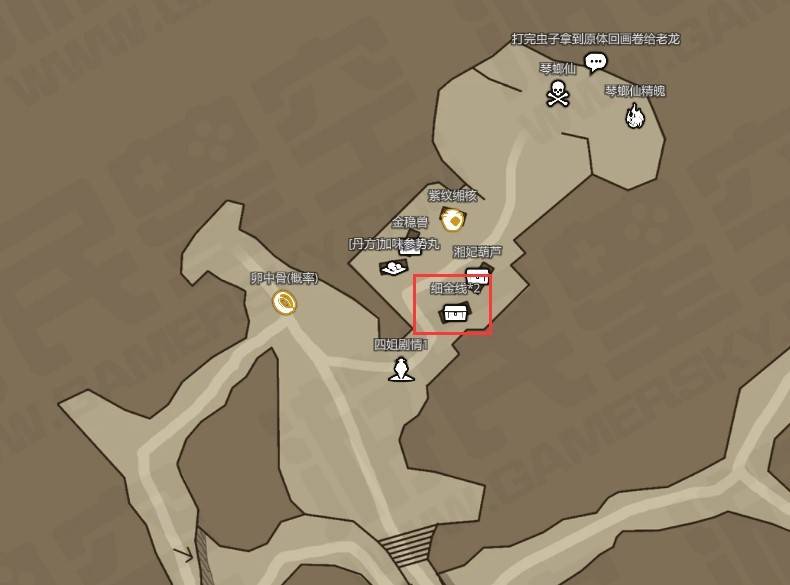 打完虫子拿到原体回画卷给老龙
琴螂仙
琴螂仙精魄
紫纹缃核
金稳兽
[丹方]加味参势丸
湘妃葫芦
卵中骨(概率)
细金线*2
四姐剧情1